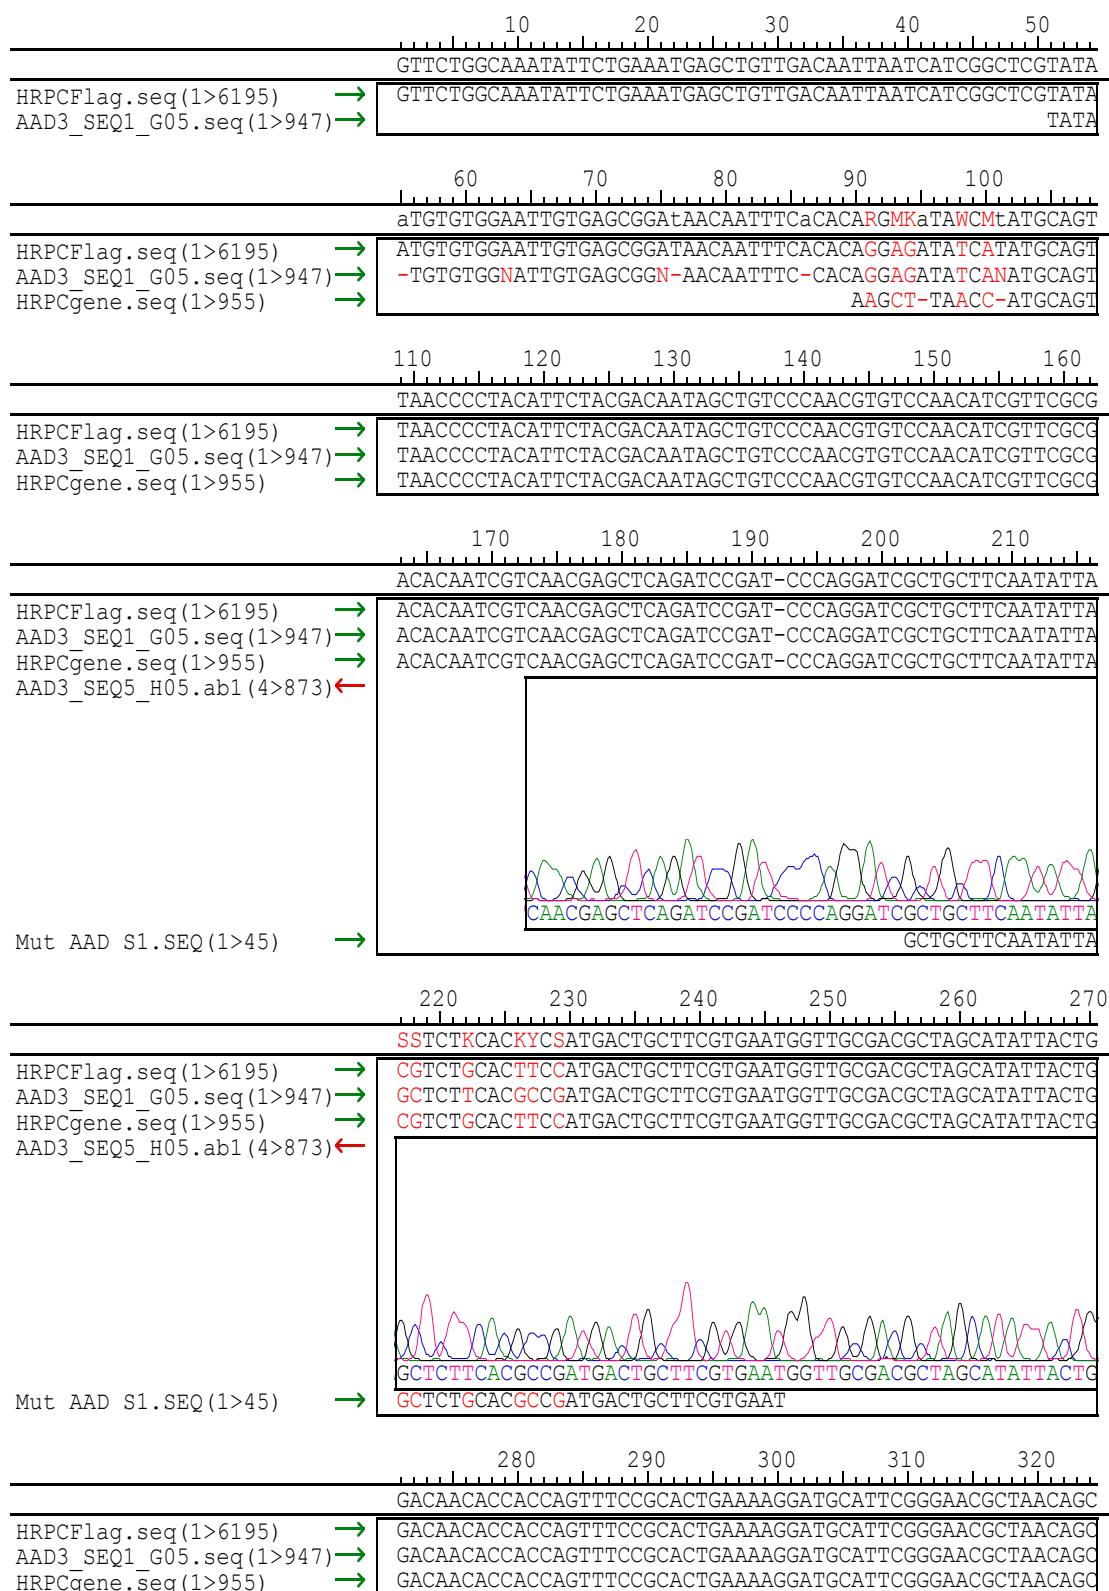 10 20 30 40 50
GTTCTGGCAAATATTCTGAAATGAGCTGTTGACAATTAATCATCGGCTCGTATA
HRPCFlag.seq(1>6195) → GTTCTGGCAAATATTCTGAAATGAGCTGTTGACAATTAATCATCGGCTCGTATA
AAD3_SEQ1_G05.seq(1>947) → TATA
60 70 80 90 100
aTGTGTGGAATTGTGAGCGGAtAACAATTTCaCACARGMKaTAWCMtATGCAGT
HRPCFlag.seq(1>6195) → ATGTGTGGAATTGTGAGCGGATAACAATTTCACACAGGAGATATCATATGCAGT
AAD3_SEQ1_G05.seq(1>947) → -TGTGTGGNATTGTGAGCGGN-AACAATTTC-CACAGGAGATATCANATGCAGT
HRPCgene.seq(1>955) → AAGCT-TAACC-ATGCAGT
110 120 130 140 150 160
TAACCCCTACATTCTACGACAATAGCTGTCCCAACGTGTCCAACATCGTTCGCG
HRPCFlag.seq(1>6195) → TAACCCCTACATTCTACGACAATAGCTGTCCCAACGTGTCCAACATCGTTCGCG
AAD3_SEQ1_G05.seq(1>947) → TAACCCCTACATTCTACGACAATAGCTGTCCCAACGTGTCCAACATCGTTCGCG
HRPCgene.seq(1>955) → TAACCCCTACATTCTACGACAATAGCTGTCCCAACGTGTCCAACATCGTTCGCG
170 180 190 200 210
ACACAATCGTCAACGAGCTCAGATCCGAT-CCCAGGATCGCTGCTTCAATATTA
HRPCFlag.seq(1>6195) → ACACAATCGTCAACGAGCTCAGATCCGAT-CCCAGGATCGCTGCTTCAATATTA
AAD3_SEQ1_G05.seq(1>947) → ACACAATCGTCAACGAGCTCAGATCCGAT-CCCAGGATCGCTGCTTCAATATTA
HRPCgene.seq(1>955) → ACACAATCGTCAACGAGCTCAGATCCGAT-CCCAGGATCGCTGCTTCAATATTA
AAD3_SEQ5_H05.ab1(4>873) ←
CAACGAGCTCAGATCCGATCCCCAGGATCGCTGCTTCAATATTA
Mut AAD S1.SEQ(1>45) → GCTGCTTCAATATTA
220 230 240 250 260 270
SSTCTKCACKYCSATGACTGCTTCGTGAATGGTTGCGACGCTAGCATATTACTG
HRPCFlag.seq(1>6195) → CGTCTGCACTTCCATGACTGCTTCGTGAATGGTTGCGACGCTAGCATATTACTG
AAD3_SEQ1_G05.seq(1>947) → GCTCTTCACGCCGATGACTGCTTCGTGAATGGTTGCGACGCTAGCATATTACTG
HRPCgene.seq(1>955) → CGTCTGCACTTCCATGACTGCTTCGTGAATGGTTGCGACGCTAGCATATTACTG
AAD3_SEQ5_H05.ab1(4>873) ←
GCTCTTCACGCCGATGACTGCTTCGTGAATGGTTGCGACGCTAGCATATTACTG
Mut AAD S1.SEQ(1>45) → GCTCTGCACGCCGATGACTGCTTCGTGAAT
280 290 300 310 320
GACAACACCACCAGTTTCCGCACTGAAAAGGATGCATTCGGGAACGCTAACAGC
HRPCFlag.seq(1>6195) → GACAACACCACCAGTTTCCGCACTGAAAAGGATGCATTCGGGAACGCTAACAGC
AAD3_SEQ1_G05.seq(1>947) → GACAACACCACCAGTTTCCGCACTGAAAAGGATGCATTCGGGAACGCTAACAGC
HRPCgene.seq(1>955) → GACAACACCACCAGTTTCCGCACTGAAAAGGATGCATTCGGGAACGCTAACAGC